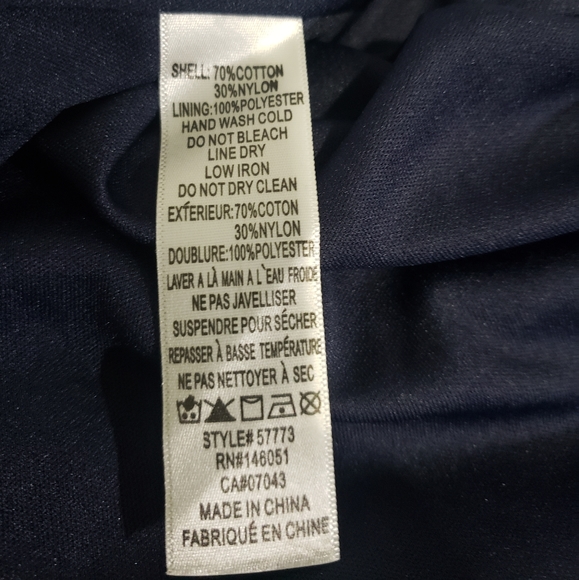 SHELL: 70%COTTON
30%NYLON
LINING:100%POLYESTER
HAND WASH COLD
DO NOT BLEACH
LINE DRY
LOW IRON
DO NOT DRY CLEAN
EXTÉRIEUR:70%COTON
30%NYLON
DOUBLURE:100%POLYESTER
LAVER A LÀ MAIN A L`EAU FROIDE
NE PAS JAVELLISER
SUSPENDRE POUR SÉCHER
REPASSER À BASSE TEMPÉRATURE
NE PAS NETTOYER À SEC
STYLE# 57773
RN#146051
CA#07043
MADE IN CHINA
FABRIQUÉ EN CHINE